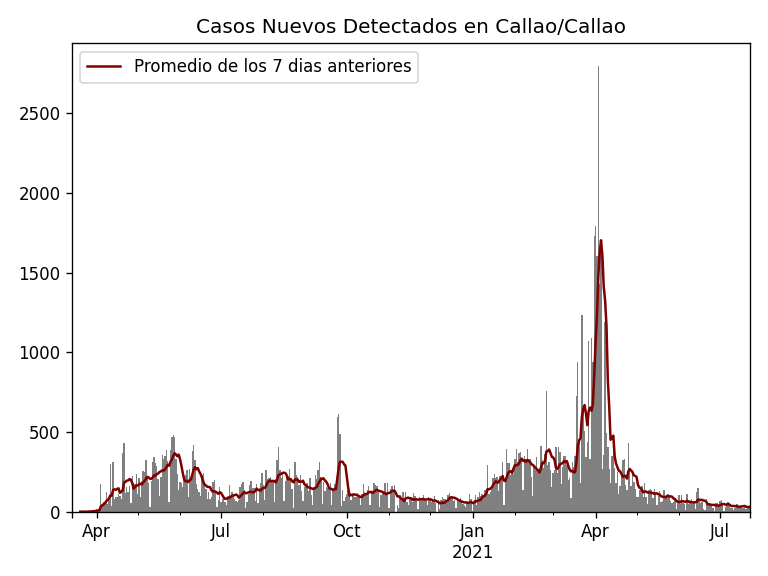 Casos Nuevos Detectados en Callao/Callao
Promedio de los 7 dias anteriores
2500
2000
1500
1000
500
0
Apr
Jul
Oct
Jan
2021
Apr
Jul